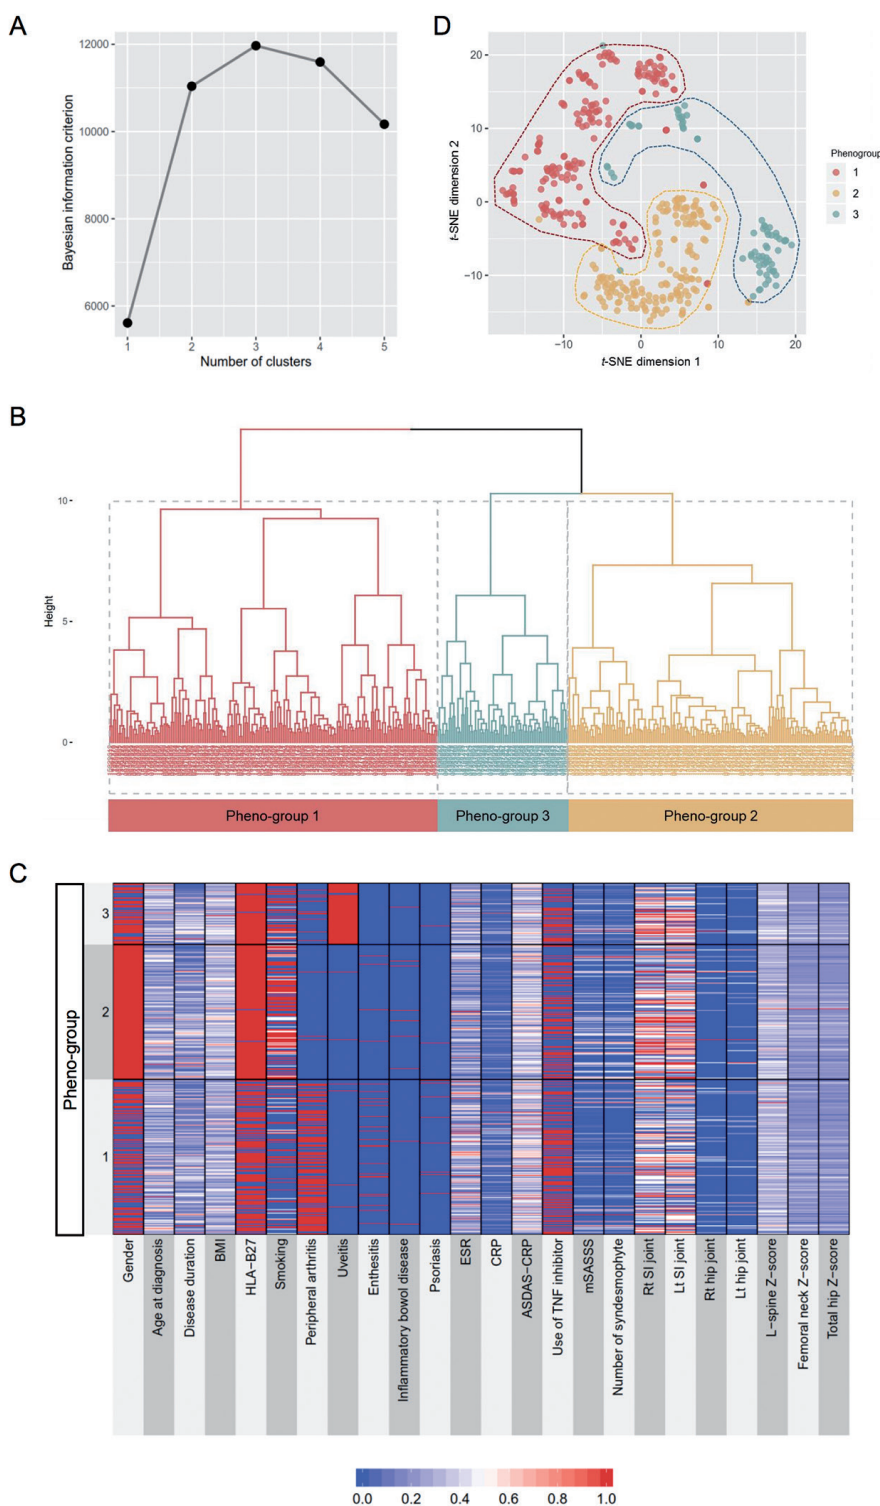 A
12000
10000
8000
6000
Bayesian information criterion
1 2 3 4 5
Number of clusters
D
20
10
0
−10
t-SNE dimension 2
−10 0 10 20
t-SNE dimension 1
Phenogroup
1
2
3
B
10
5
0
Height
Pheno-group 1
Pheno-group 3
Pheno-group 2
C
Pheno-group
3
2
1
Gender
Age at diagnosis
Disease duration
BMI
HLA−B27
Smoking
Peripheral arthritis
Uveitis
Enthesitis
Inflammatory bowol disease
Psoriasis
ESR
CRP
ASDAS−CRP
Use of TNF inhibitor
mSASSS
Number of syndesmophyte
Rt SI joint
Lt SI joint
Rt hip joint
Lt hip joint
L−spine Z−score
Femoral neck Z−score
Total hip Z−score
0.0 0.2 0.4 0.6 0.8 1.0